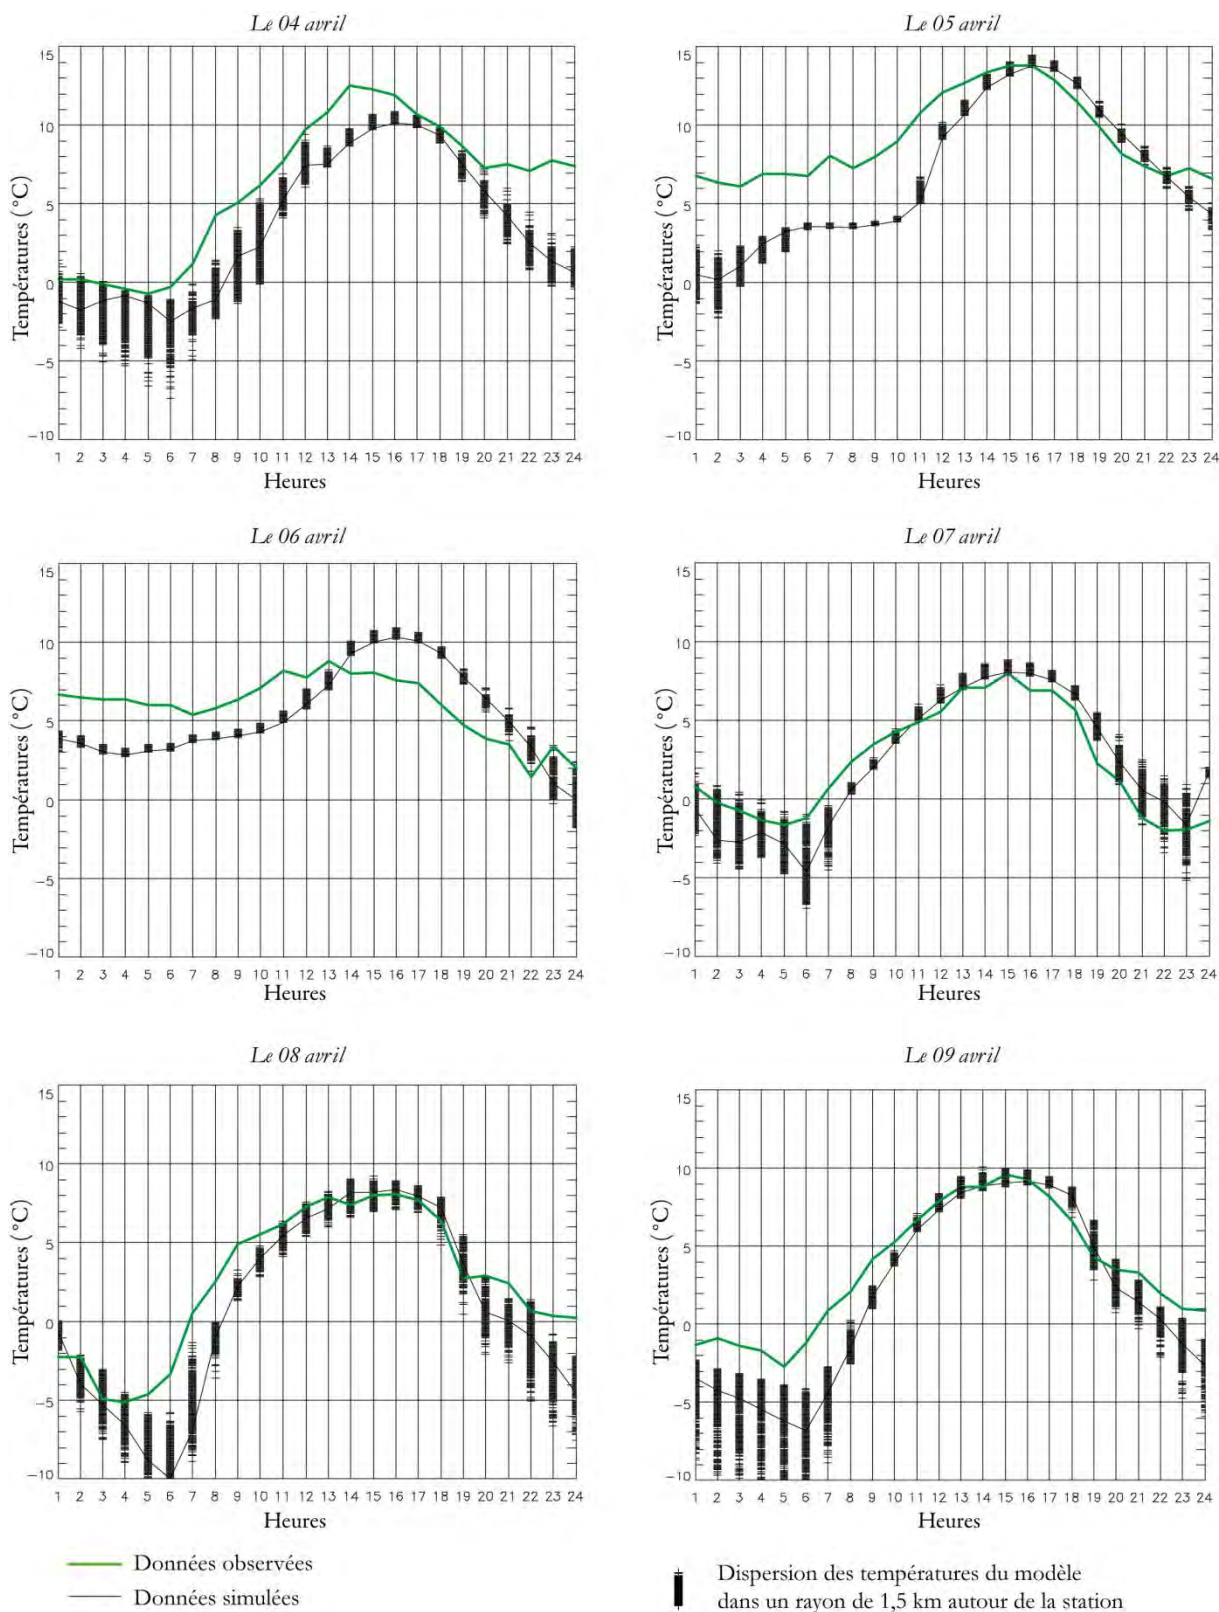 Le 04 avril
15
10
5
0
−5
−10
Températures (°C)
1 2 3 4 5 6 7 8 9 10 11 12 13 14 15 16 17 18 19 20 21 22 23 24
Heures
Le 05 avril
15
10
5
0
−5
−10
Températures (°C)
1 2 3 4 5 6 7 8 9 10 11 12 13 14 15 16 17 18 19 20 21 22 23 24
Heures
Le 06 avril
15
10
5
0
−5
−10
Températures (°C)
1 2 3 4 5 6 7 8 9 10 11 12 13 14 15 16 17 18 19 20 21 22 23 24
Heures
Le 07 avril
15
10
5
0
−5
−10
Températures (°C)
1 2 3 4 5 6 7 8 9 10 11 12 13 14 15 16 17 18 19 20 21 22 23 24
Heures
Le 08 avril
15
10
5
0
−5
−10
Températures (°C)
1 2 3 4 5 6 7 8 9 10 11 12 13 14 15 16 17 18 19 20 21 22 23 24
Heures
Le 09 avril
15
10
5
0
−5
−10
Températures (°C)
1 2 3 4 5 6 7 8 9 10 11 12 13 14 15 16 17 18 19 20 21 22 23 24
Heures
Données observées
Données simulées
Dispersion des températures du modèle
dans un rayon de 1,5 km autour de la station